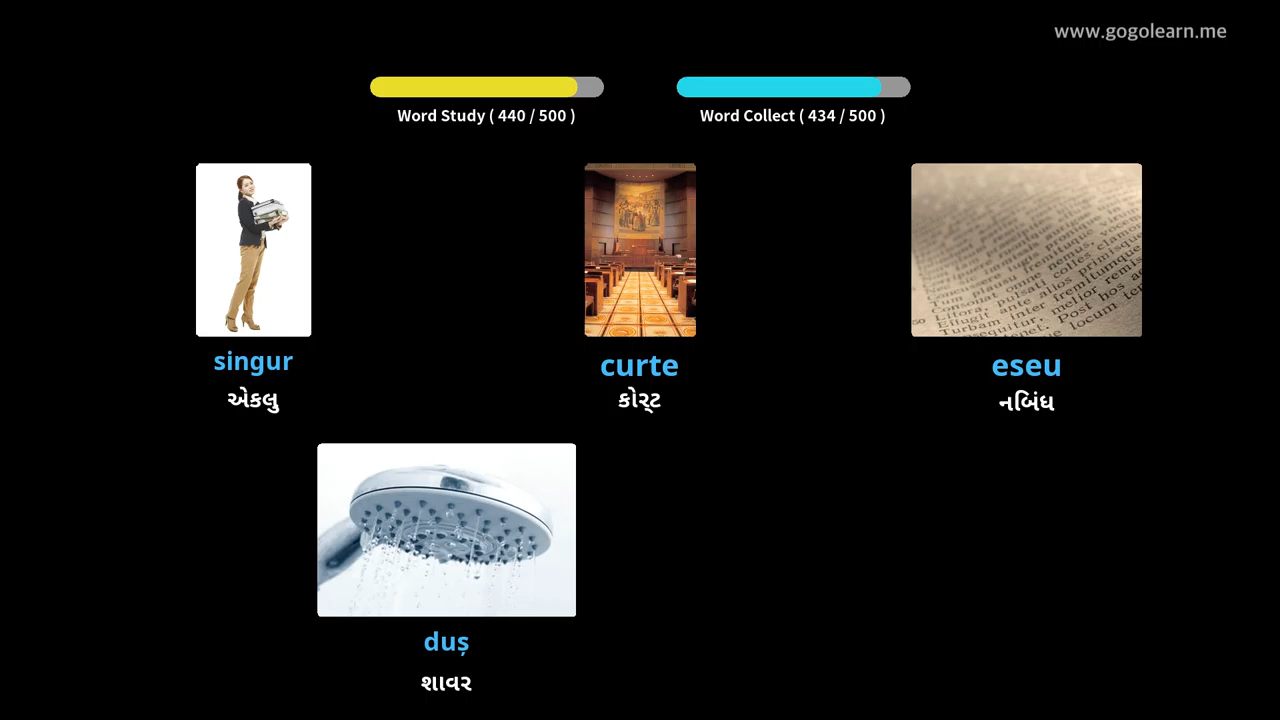 www.gogolearn.me
Word Study ( 440 / 500 )
Word Collect ( 434 / 500 )
singur
એકલુ
curte
કોર્ટ
eseu
નિબંધ
duș
શાવર